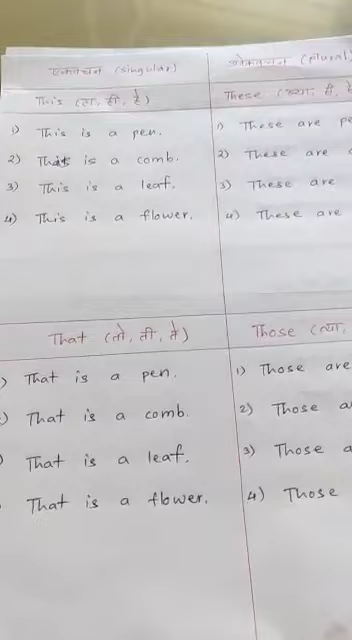 एकवचन (singular)
अनेकवचन (plural)
This (हा, ही, हे)
These (ह्या, ही,
1) This is a pen.
2) This is a comb.
3) This is a leaf.
4) This is a flower.
1) These are
2) These are
3) These are
4) These are
That (तो, ती, ते)
Those (त्या,
) That is a pen.
) That is a comb.
) That is a leaf.
That is a flower.
1) Those are
2) Those
3) Those
4) Those